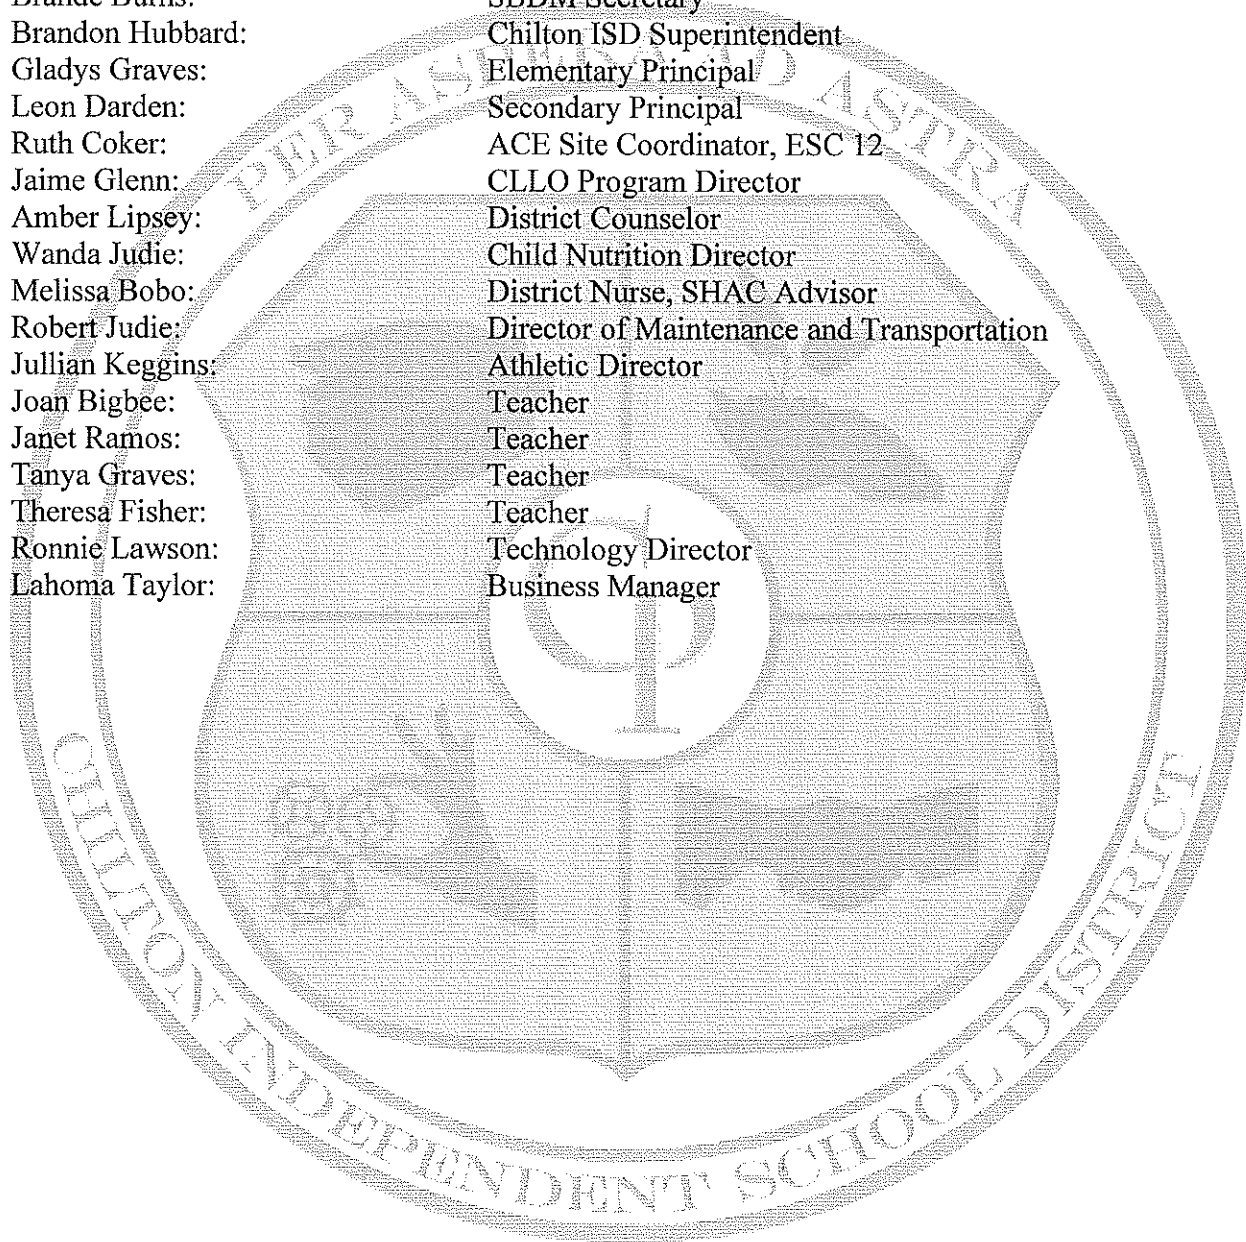 Brande Burns: SBDM Secretary
Brandon Hubbard: Chilton ISD Superintendent
Gladys Graves: Elementary Principal
Leon Darden: Secondary Principal
Ruth Coker: ACE Site Coordinator, ESC 12
Jaime Glenn: CLLO Program Director
Amber Lipsey: District Counselor
Wanda Judie: Child Nutrition Director
Melissa Bobo: District Nurse, SHAC Advisor
Robert Judie: Director of Maintenance and Transportation
Jullian Keggins: Athletic Director
Joan Bigbee: Teacher
Janet Ramos: Teacher
Tanya Graves: Teacher
Theresa Fisher: Teacher
Ronnie Lawson: Technology Director
Lahoma Taylor: Business Manager
PER ASPERA AD ASTRA
CHILTON INDEPENDENT SCHOOL DISTRICT